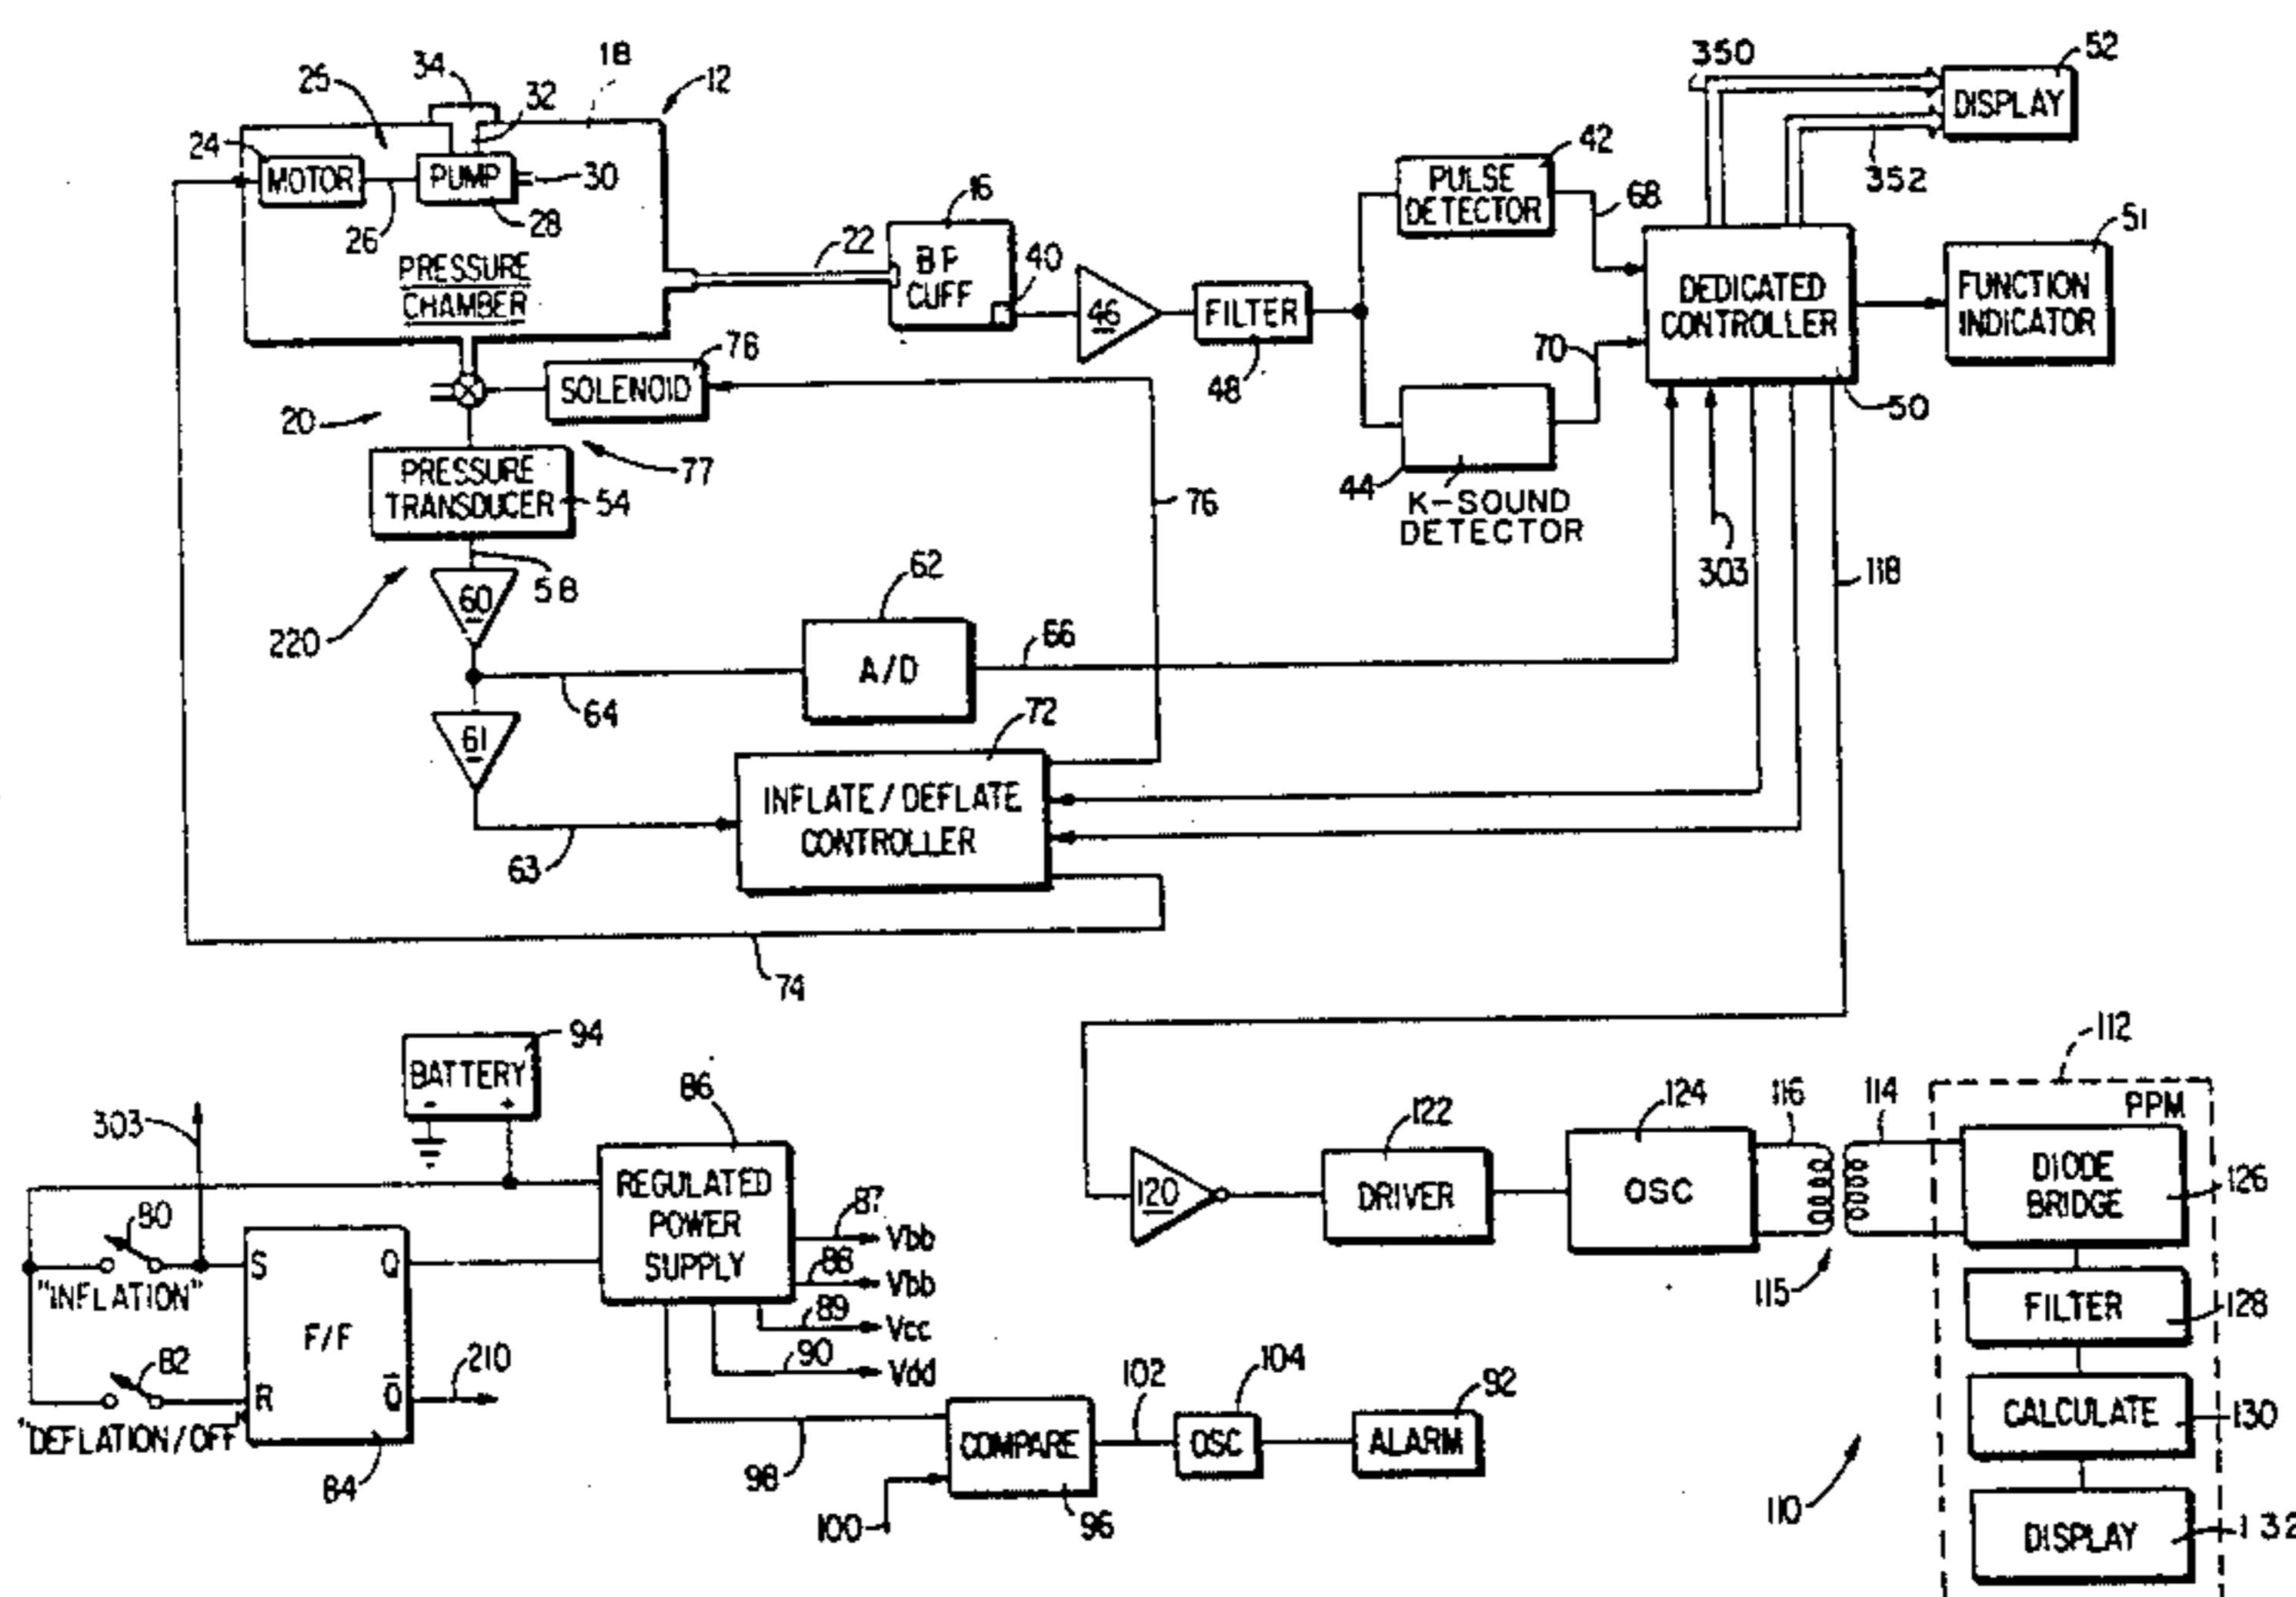 34
18
12
25
32
24
MOTOR
PUMP
30
26
28
PRESSURE
CHAMBER
22
16
BP
CUFF
40
46
FILTER
48
42
PULSE
DETECTOR
68
70
44
K-SOUND
DETECTOR
350
52
DISPLAY
352
51
DEDICATED
CONTROLLER
FUNCTION
INDICATOR
50
303
118
76
SOLENOID
20
77
PRESSURE
TRANSDUCER
54
76
58
60
220
62
A/D
66
64
61
72
INFLATE/DEFLATE
CONTROLLER
63
74
94
BATTERY
- +
303
86
REGULATED
POWER
SUPPLY
87
Vbb
88
Vbb
89
Vcc
90
Vdd
80
"INFLATION"
S
Q
F/F
82
R
Q̄
210
"DEFLATION/OFF
84
98
100
COMPARE
96
102
104
OSC
92
ALARM
120
122
DRIVER
124
OSC
116
114
115
112
PPM
DIODE
BRIDGE
126
FILTER
128
CALCULATE
130
110
DISPLAY
132